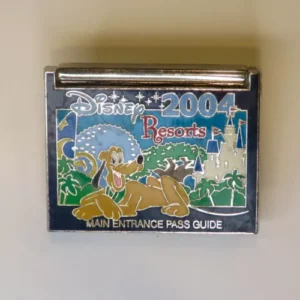 Disney 2004
Resorts
MAIN ENTRANCE PASS GUIDE